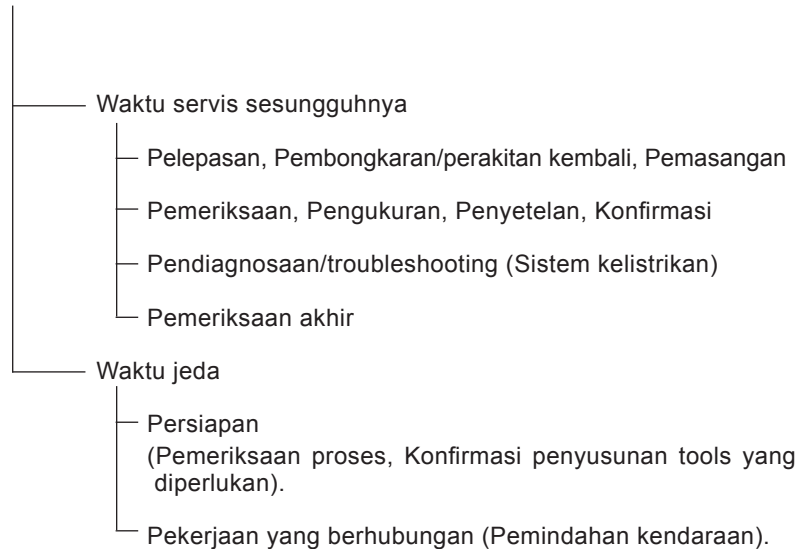 Waktu servis sesungguhnya
Pelepasan, Pembongkaran/perakitan kembali, Pemasangan
Pemeriksaan, Pengukuran, Penyetelan, Konfirmasi
Pendiagnosaan/troubleshooting (Sistem kelistrikan)
Pemeriksaan akhir
Waktu jeda
Persiapan
(Pemeriksaan proses, Konfirmasi penyusunan tools yang
diperlukan).
Pekerjaan yang berhubungan (Pemindahan kendaraan).